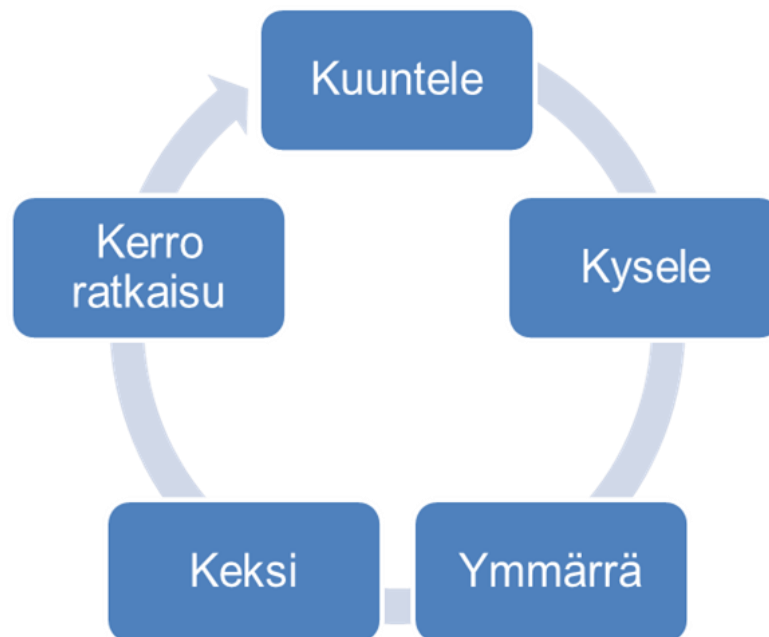 Kuuntele
Kysele
Ymmärrä
Keksi
Kerro
ratkaisu